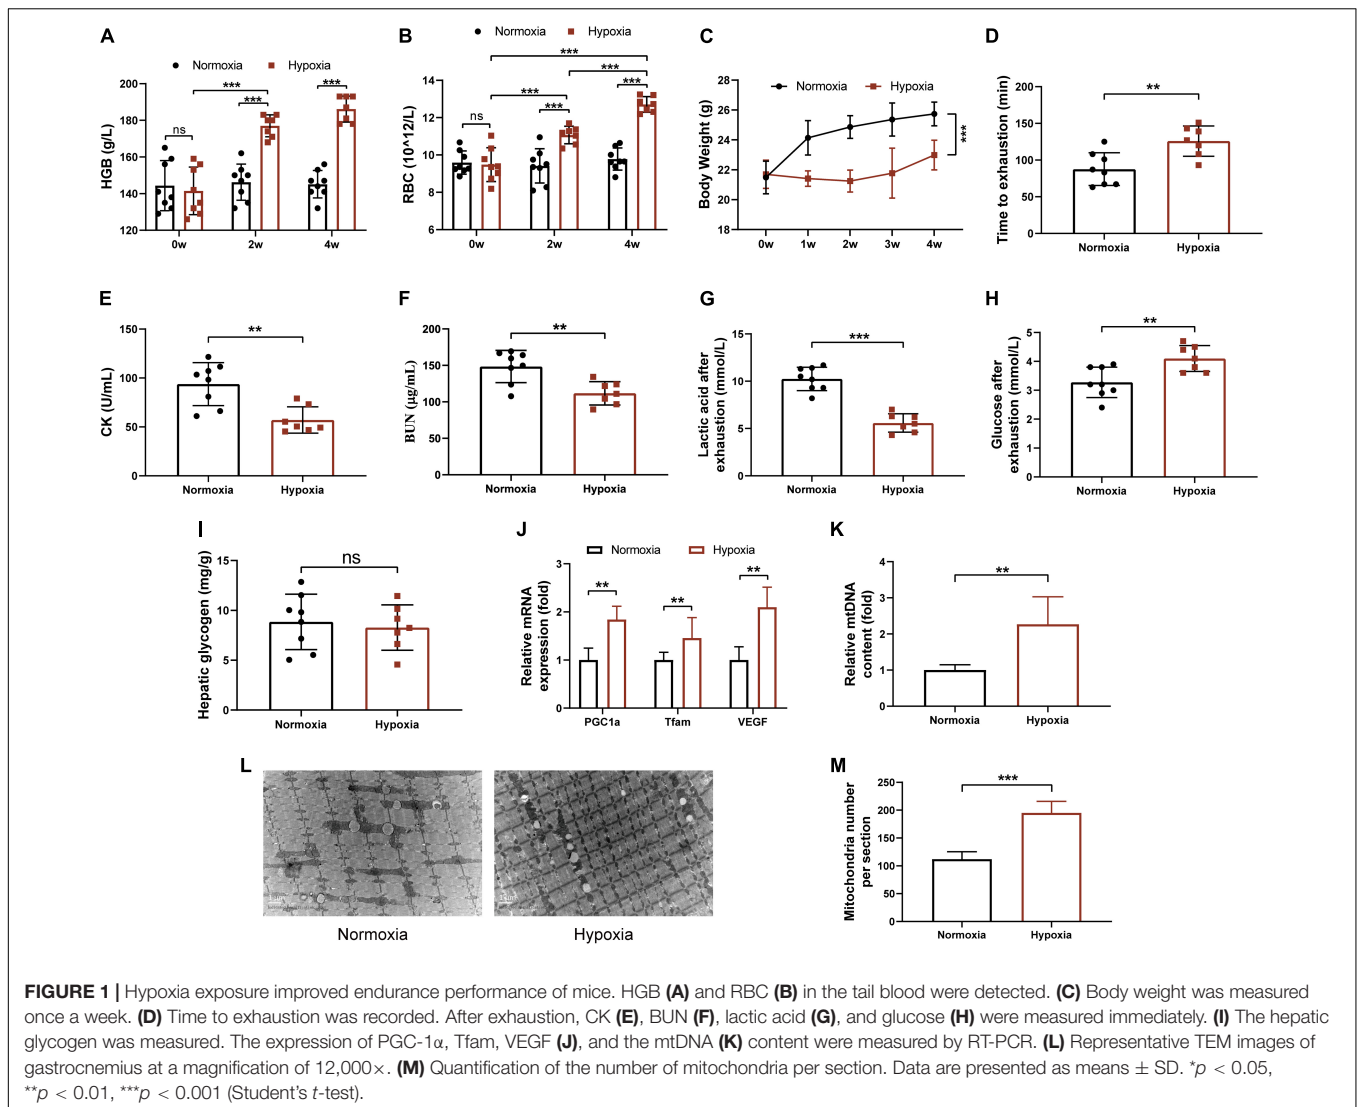 A
Normoxia Hypoxia
HGB (g/L)
200
180
160
140
120
ns
***
***
***
0w 2w 4w
B
Normoxia Hypoxia
RBC (10^12/L)
14
12
10
8
6
ns
***
***
***
***
***
0w 2w 4w
C
Body Weight (g)
28
26
24
22
20
18
Normoxia
Hypoxia
***
0w 1w 2w 3w 4w
D
Time to exhaustion (min)
200
150
100
50
0
**
Normoxia Hypoxia
E
CK (U/mL)
150
100
50
0
**
Normoxia Hypoxia
F
BUN (μg/mL)
200
150
100
50
0
**
Normoxia Hypoxia
G
Lactic acid after
exhaustion (mmol/L)
15
10
5
0
***
Normoxia Hypoxia
H
Glucose after
exhaustion (mmol/L)
5
4
3
2
1
0
**
Normoxia Hypoxia
I
Hepatic glycogen (mg/g)
15
10
5
0
ns
Normoxia Hypoxia
J
Normoxia Hypoxia
Relative mRNA
expression (fold)
3
2
1
0
**
**
**
PGC1a Tfam VEGF
K
Relative mtDNA
content (fold)
4
3
2
1
0
**
Normoxia Hypoxia
L
Normoxia Hypoxia
M
Mitochondria number
per section
250
200
150
100
50
0
***
Normoxia Hypoxia
FIGURE 1 | Hypoxia exposure improved endurance performance of mice. HGB (A) and RBC (B) in the tail blood were detected. (C) Body weight was measured
once a week. (D) Time to exhaustion was recorded. After exhaustion, CK (E), BUN (F), lactic acid (G), and glucose (H) were measured immediately. (I) The hepatic
glycogen was measured. The expression of PGC-1α, Tfam, VEGF (J), and the mtDNA (K) content were measured by RT-PCR. (L) Representative TEM images of
gastrocnemius at a magnification of 12,000×. (M) Quantification of the number of mitochondria per section. Data are presented as means ± SD. *p < 0.05,
**p < 0.01, ***p < 0.001 (Student's t-test).